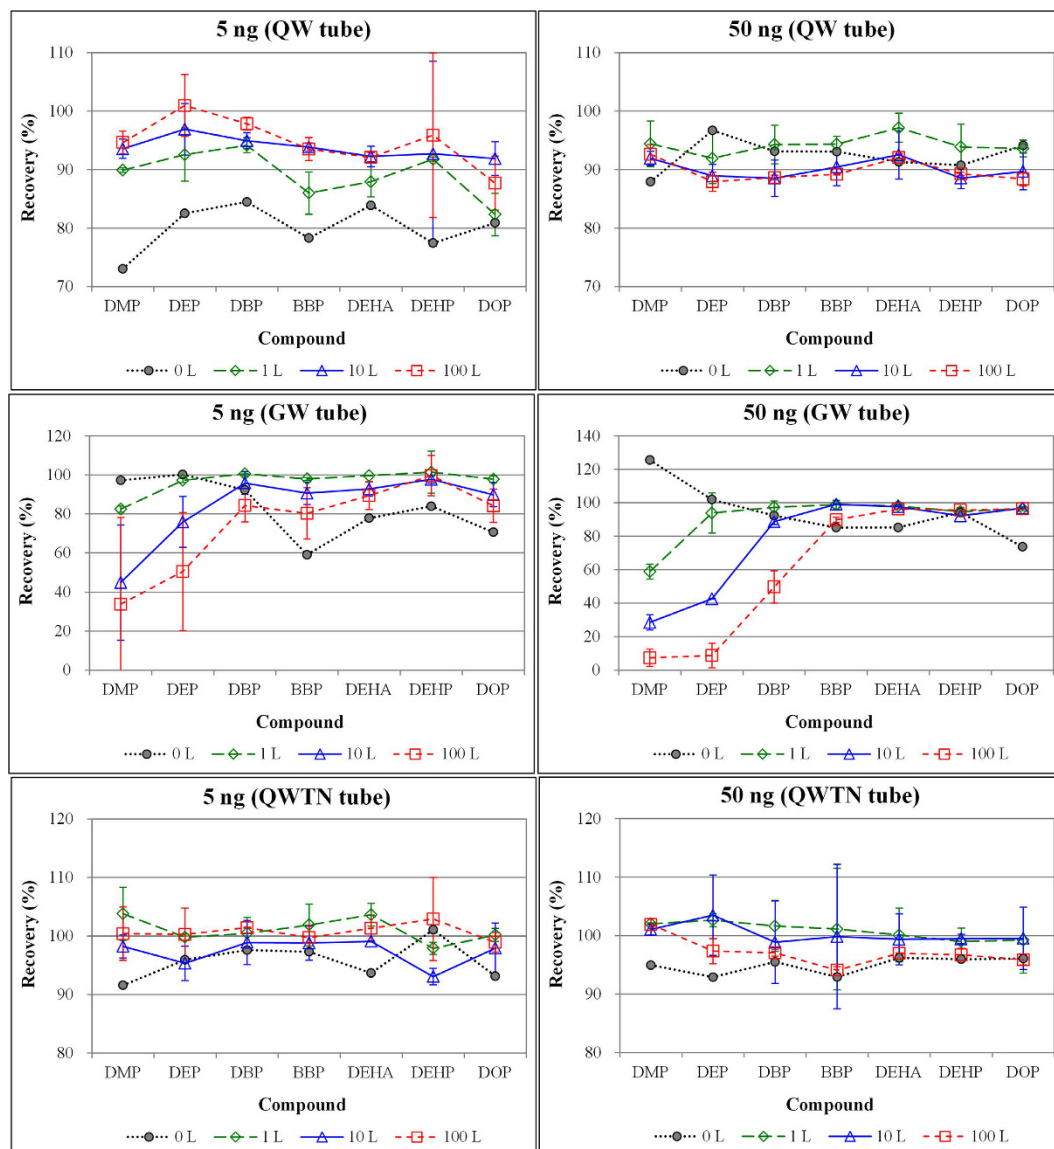 5 ng (QW tube)
110
100
90
80
70
Recovery (%)
DMP DEP DBP BBP DEHA DEHP DOP
Compound
0 L 1 L 10 L 100 L
50 ng (QW tube)
110
100
90
80
70
Recovery (%)
DMP DEP DBP BBP DEHA DEHP DOP
Compound
0 L 1 L 10 L 100 L
5 ng (GW tube)
120
100
80
60
40
20
0
Recovery (%)
DMP DEP DBP BBP DEHA DEHP DOP
Compound
0 L 1 L 10 L 100 L
50 ng (GW tube)
140
120
100
80
60
40
20
0
Recovery (%)
DMP DEP DBP BBP DEHA DEHP DOP
Compound
0 L 1 L 10 L 100 L
5 ng (QWTN tube)
120
110
100
90
80
Recovery (%)
DMP DEP DBP BBP DEHA DEHP DOP
Compound
0 L 1 L 10 L 100 L
50 ng (QWTN tube)
120
110
100
90
80
Recovery (%)
DMP DEP DBP BBP DEHA DEHP DOP
Compound
0 L 1 L 10 L 100 L